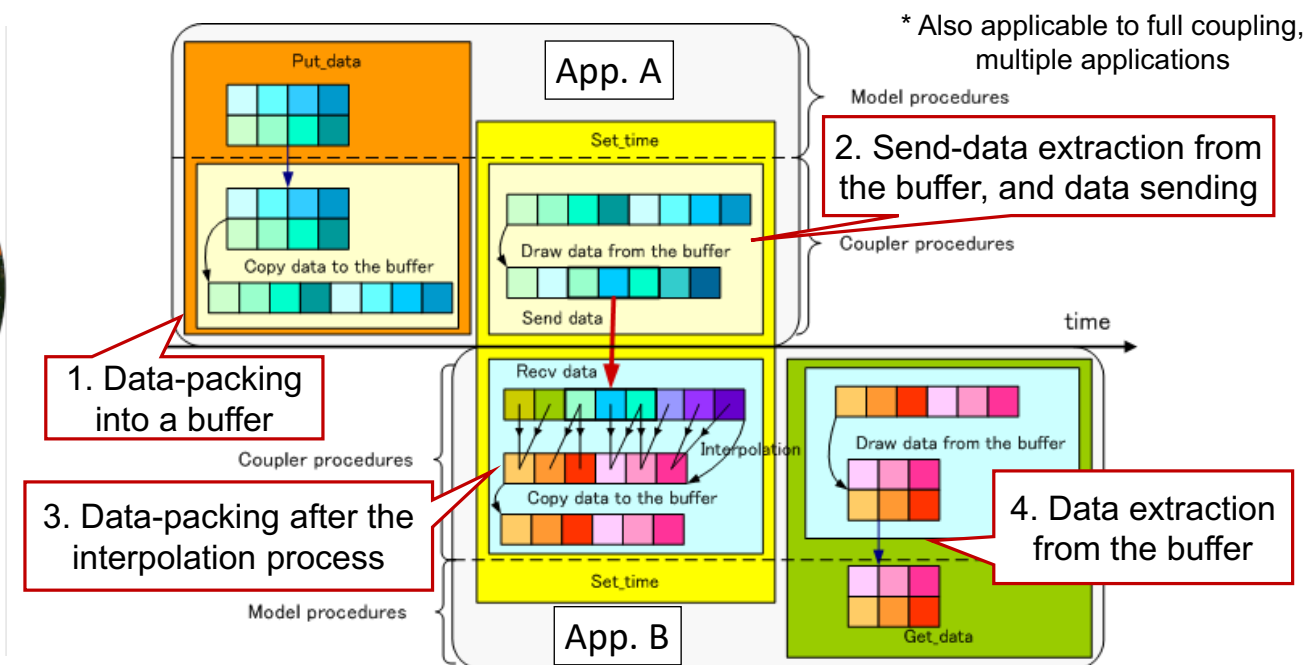 * Also applicable to full coupling,
multiple applications
Put_data
App. A
Model procedures
Set_time
2. Send-data extraction from
the buffer, and data sending
Coupler procedures
Copy data to the buffer
Draw data from the buffer
Send data
time
1. Data-packing
into a buffer
Recv data
Interpolation
Draw data from the buffer
Coupler procedures
Copy data to the buffer
3. Data-packing after the
interpolation process
4. Data extraction
from the buffer
Set_time
Model procedures
App. B
Get_data